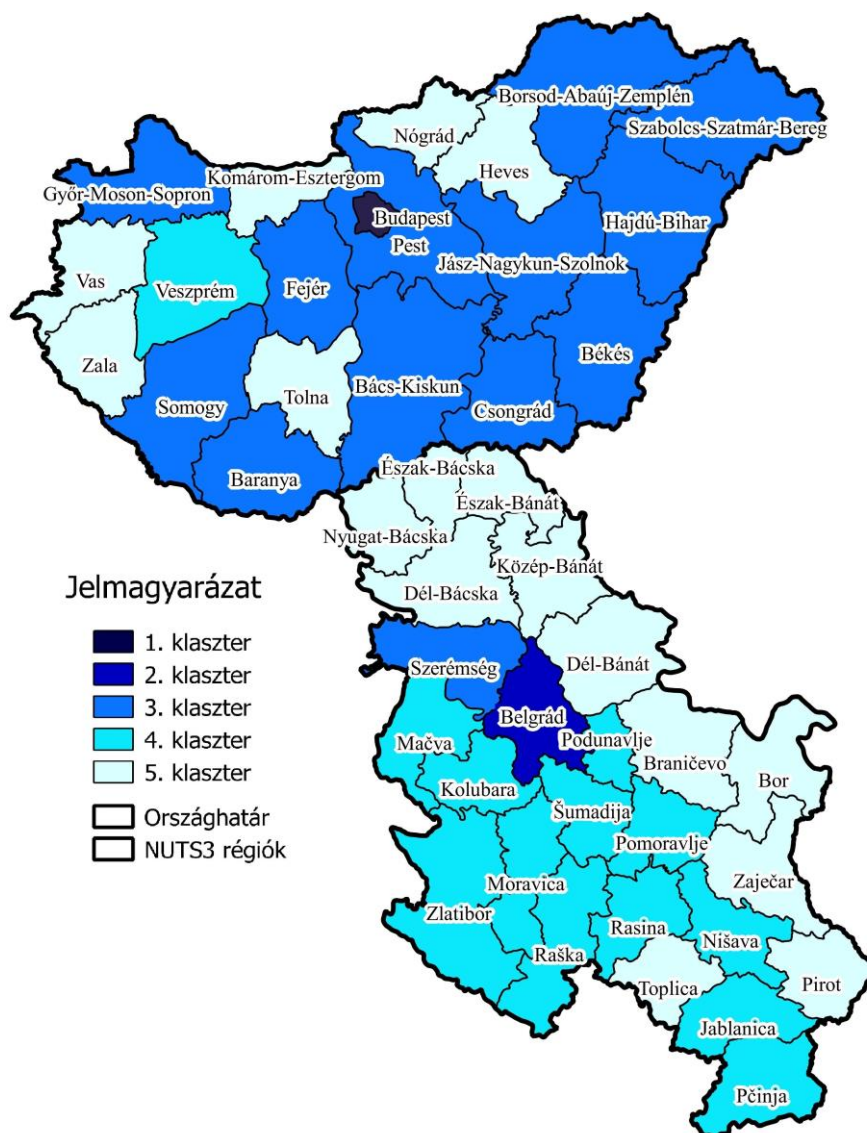 Borsod-Abaúj-Zemplén
Szabolcs-Szatmár-Bereg
Nógrád
Heves
Komárom-Esztergom
Győr-Moson-Sopron
Budapest
Pest
Hajdú-Bihar
Jász-Nagykun-Szolnok
Vas
Veszprém
Fejér
Zala
Békés
Tolna
Bács-Kiskun
Somogy
Csongrád
Baranya
Észak-Bácska
Észak-Bánát
Nyugat-Bácska
Közép-Bánát
Dél-Bácska
Szerémség
Dél-Bánát
Belgrád
Mačva
Podunavlje
Braničevo
Bor
Kolubara
Šumadija
Pomoravlje
Zaječar
Moravica
Zlatibor
Rasina
Nišava
Raška
Toplica
Pirot
Jablanica
Pčinja
Jelmagyarázat
1. klaszter
2. klaszter
3. klaszter
4. klaszter
5. klaszter
Országhatár
NUTS3 régiók